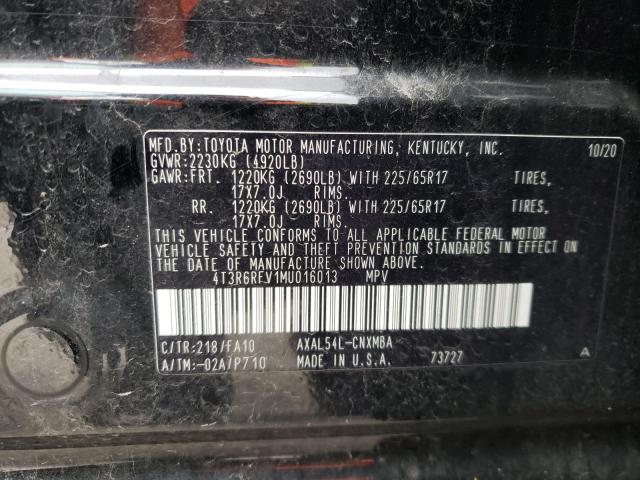 MFD.BY:TOYOTA MOTOR MANUFACTURING, KENTUCKY, INC. 10/20
GVWR:2230KG (4920LB)
GAWR:FRT. 1220KG (2690LB) WITH 225/65R17 TIRES,
17X7.0J RIMS.
RR. 1220KG (2690LB) WITH 225/65R17 TIRES,
17X7.0J RIMS.
THIS VEHICLE CONFORMS TO ALL APPLICABLE FEDERAL MOTOR
VEHICLE SAFETY AND THEFT PREVENTION STANDARDS IN EFFECT ON
THE DATE OF MANUFACTURE SHOWN ABOVE.
4T3R6RFV1MU016013 MPV
C/TR:218/FA10 AXAL54L-CNXMBA
A/TM:-02A/P710 MADE IN U.S.A. 73727 A